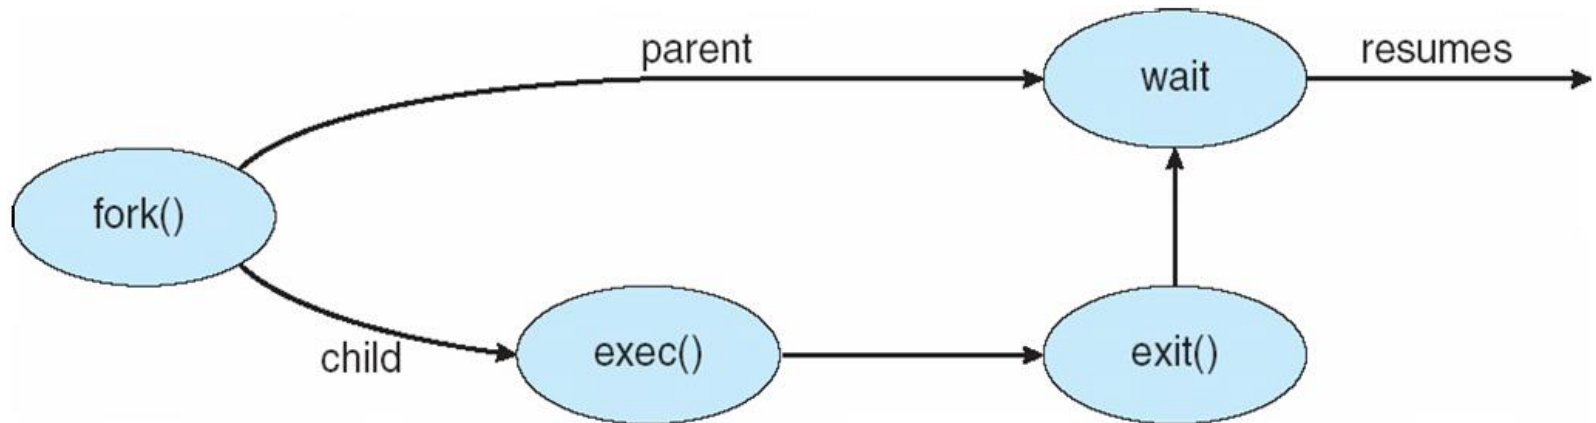 parent
wait
resumes
fork()
child
exec()
exit()